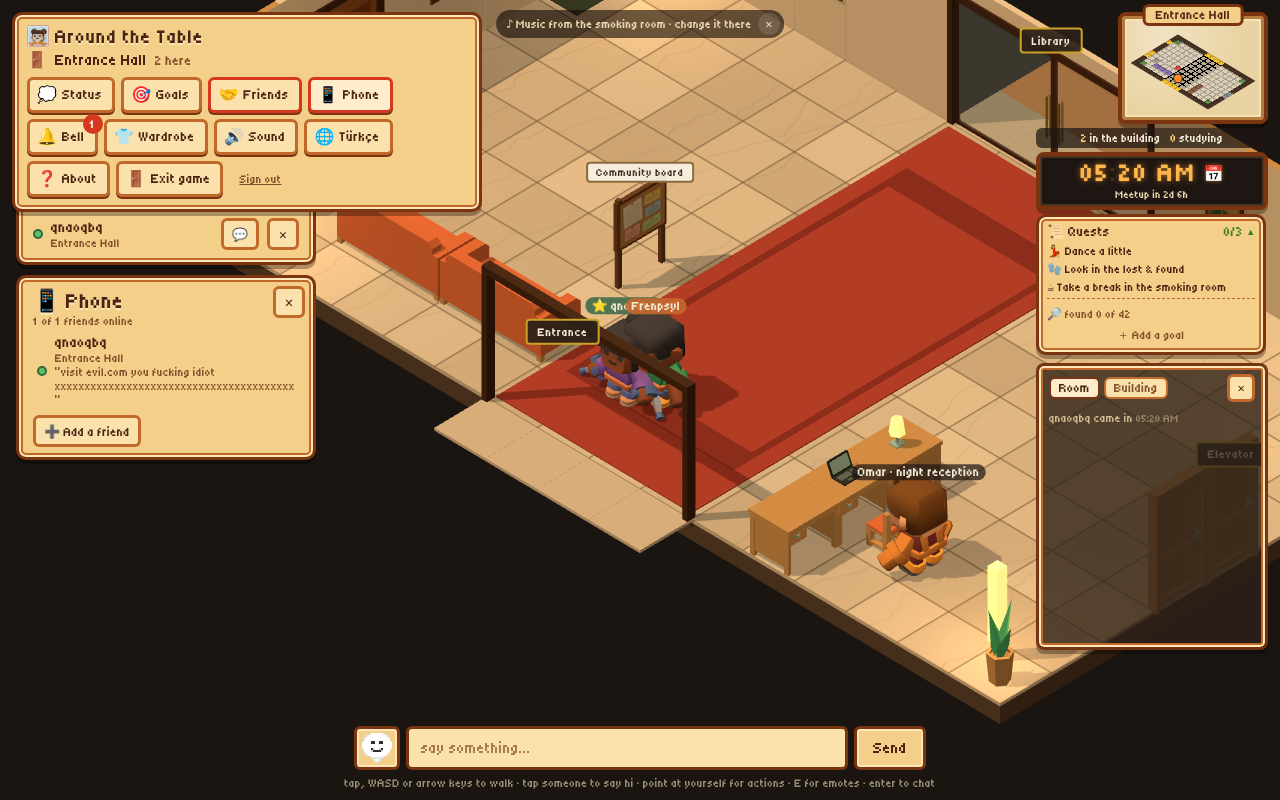 ♪ Music from the smoking room · change it there ×
Around the Table
Entrance Hall 2 here
Status
Goals
Friends
Phone
Bell 1
Wardrobe
Sound
Türkçe
About
Exit game
Sign out
qnaoqbq
Entrance Hall
×
Phone
×
1 of 1 friends online
qnaoqbq
Entrance Hall
"visit evil.com you fucking idiot
"
+ Add a friend
Community board
Frenpsyl
Entrance
Omar · night reception
Library
Entrance Hall
2 in the building 0 studying
05:20 AM
Meetup in 2d 6h
Quests 0/3 ▲
Dance a little
Look in the lost & found
Take a break in the smoking room
found 0 of 42
+ Add a goal
Room
Building
×
qnaoqbq came in 05:20 AM
Elevator
say something...
Send
tap, WASD or arrow keys to walk · tap someone to say hi · point at yourself for actions · E for emotes · enter to chat